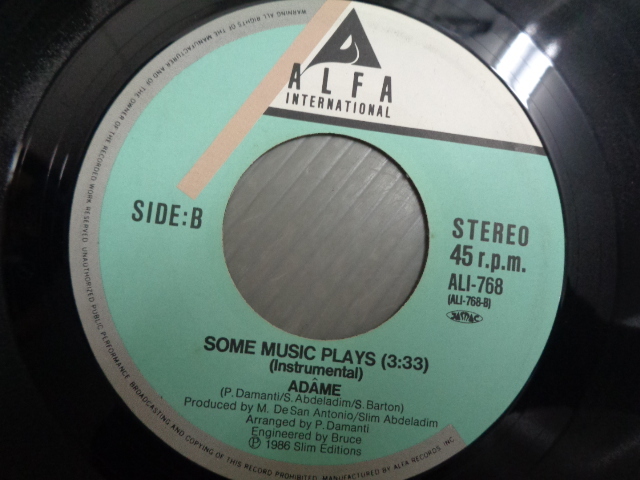 ALFA
INTERNATIONAL
SIDE:B
STEREO
45 r.p.m.
ALI-768
(ALI-768-B)
SOME MUSIC PLAYS (3:33)
(Instrumental)
ADÂME
(P. Damanti/S. Abdeladim/S. Barton)
Produced by M. De San Antonio/Slim Abdeladim
Arranged by P. Damanti
Engineered by Bruce
℗ 1986 Slim Editions
WARNING: ALL RIGHTS OF THE MANUFACTURER AND OF THE OWNER OF THE RECORDED WORK RESERVED. UNAUTHORIZED PUBLIC PERFORMANCE BROADCASTING AND COPYING OF THIS RECORD PROHIBITED. MANUFACTURED BY ALFA RECORDS INC.